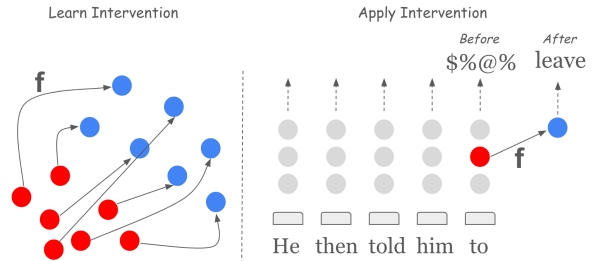 Learn Intervention
f
Apply Intervention
Before After
$%@% leave
f
He then told him to